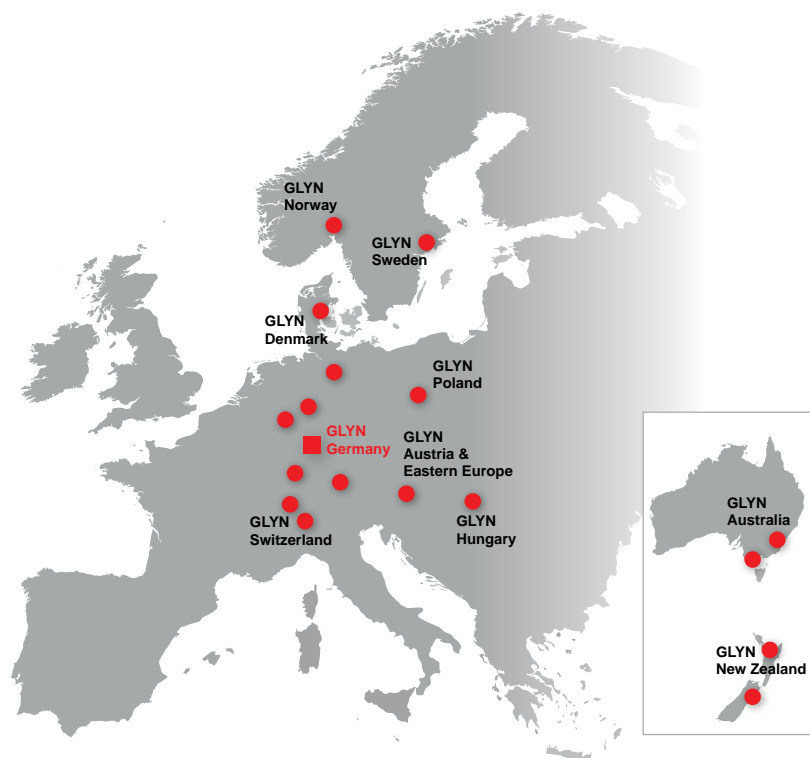 GLYN
Norway
GLYN
Sweden
GLYN
Denmark
GLYN
Poland
GLYN
Germany
GLYN
Austria &
Eastern Europe
GLYN
Switzerland
GLYN
Hungary
GLYN
Australia
GLYN
New Zealand